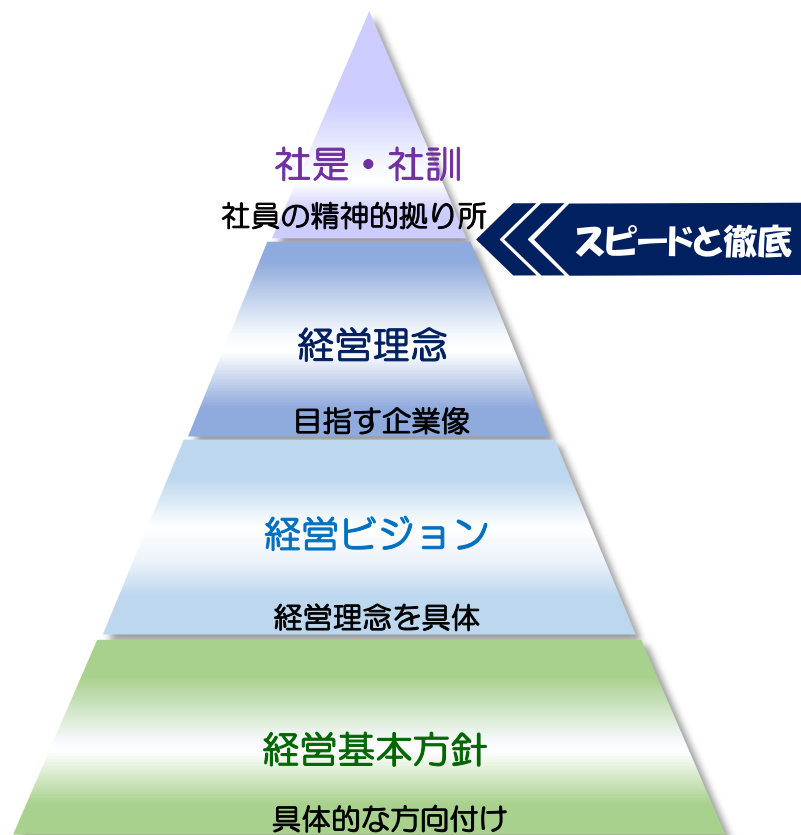 社是・社訓
社員の精神的拠り所
スピードと徹底
経営理念
目指す企業像
経営ビジョン
経営理念を具体
経営基本方針
具体的な方向付け